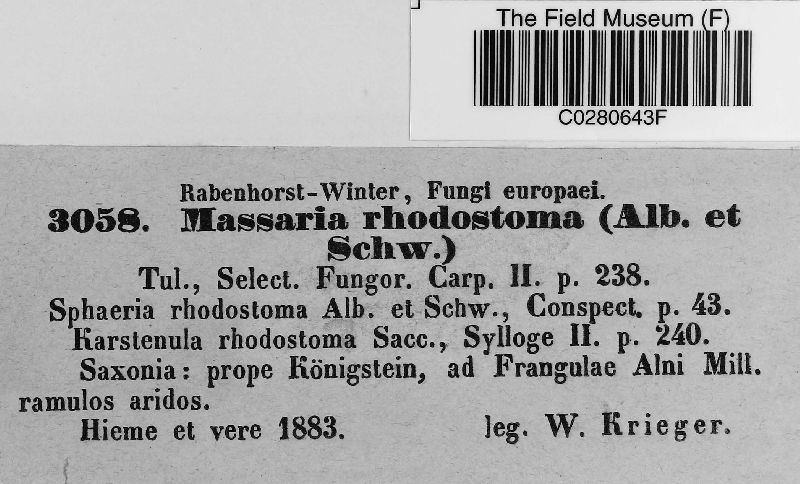 The Field Museum (F)
C0280643F
Rabenhorst-Winter, Fungi europaei.
3058. Massaria rhodostoma (Alb. et
Schw.)
Tul., Select. Fungor. Carp. II. p. 238.
Sphaeria rhodostoma Alb. et Schw., Conspect. p. 43.
Karstenula rhodostoma Sacc., Sylloge II. p. 240.
Saxonia: prope Königstein, ad Frangulae Alni Mill.
ramulos aridos.
Hieme et vere 1883. leg. W. Krieger.